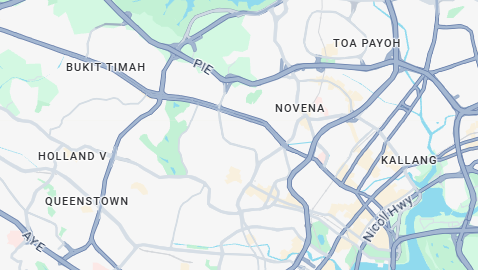 TOA PAYOH
BUKIT TIMAH
PIE
NOVENA
HOLLAND V
KALLANG
QUEENSTOWN
Nicoll Hwy
AYE